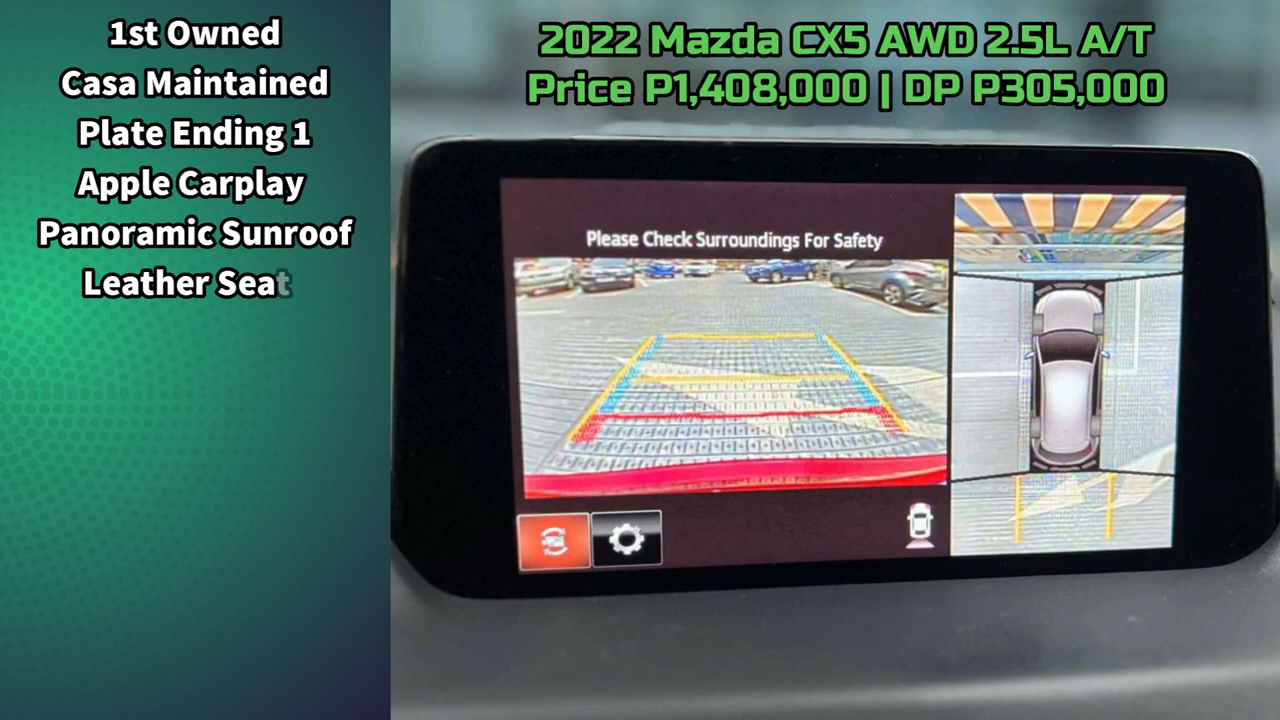 1st Owned
Casa Maintained
Plate Ending 1
Apple Carplay
Panoramic Sunroof
Leather Seat
2022 Mazda CX5 AWD 2.5L A/T
Price P1,408,000 | DP P305,000
Please Check Surroundings For Safety